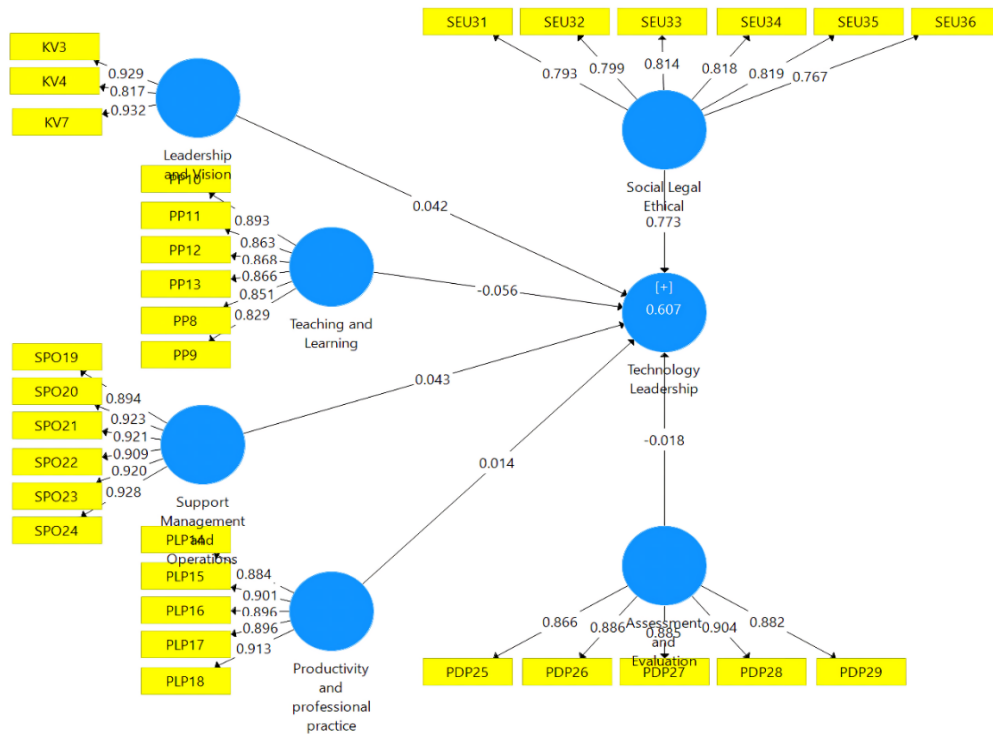 SEU31 SEU32 SEU33 SEU34 SEU35 SEU36
0.793 0.799 0.814 0.818 0.819 0.767
Social Legal
Ethical
0.773
KV3
KV4
KV7
0.929
0.817
0.932
Leadership
and Vision
0.042
PP10
PP11
PP12
PP13
PP8
PP9
0.893
0.863
0.868
0.866
0.851
0.829
Teaching and
Learning
-0.056
[+]
0.607
Technology
Leadership
SPO19
SPO20
SPO21
SPO22
SPO23
SPO24
0.894
0.923
0.921
0.909
0.920
0.928
Support
Management
and
Operations
0.043
PLP14
PLP15
PLP16
PLP17
PLP18
0.884
0.901
0.896
0.896
0.913
Productivity
and
professional
practice
0.014
-0.018
Assessment
and
Evaluation
0.866 0.886 0.885 0.904 0.882
PDP25 PDP26 PDP27 PDP28 PDP29